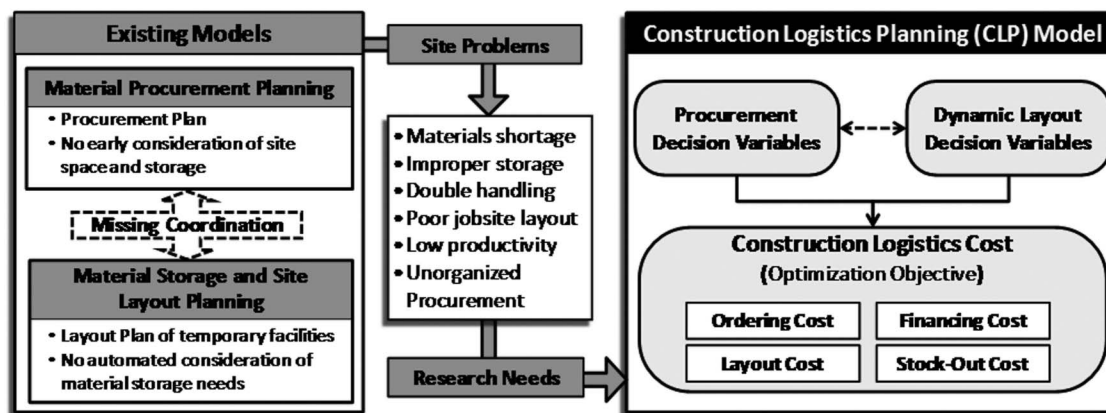 Existing Models
Material Procurement Planning
• Procurement Plan
• No early consideration of site
space and storage
Missing Coordination
Material Storage and Site
Layout Planning
• Layout Plan of temporary facilities
• No automated consideration of
material storage needs
Site Problems
• Materials shortage
• Improper storage
• Double handling
• Poor jobsite layout
• Low productivity
• Unorganized
Procurement
Research Needs
Construction Logistics Planning (CLP) Model
Procurement
Decision Variables
Dynamic Layout
Decision Variables
Construction Logistics Cost
(Optimization Objective)
Ordering Cost
Financing Cost
Layout Cost
Stock-Out Cost